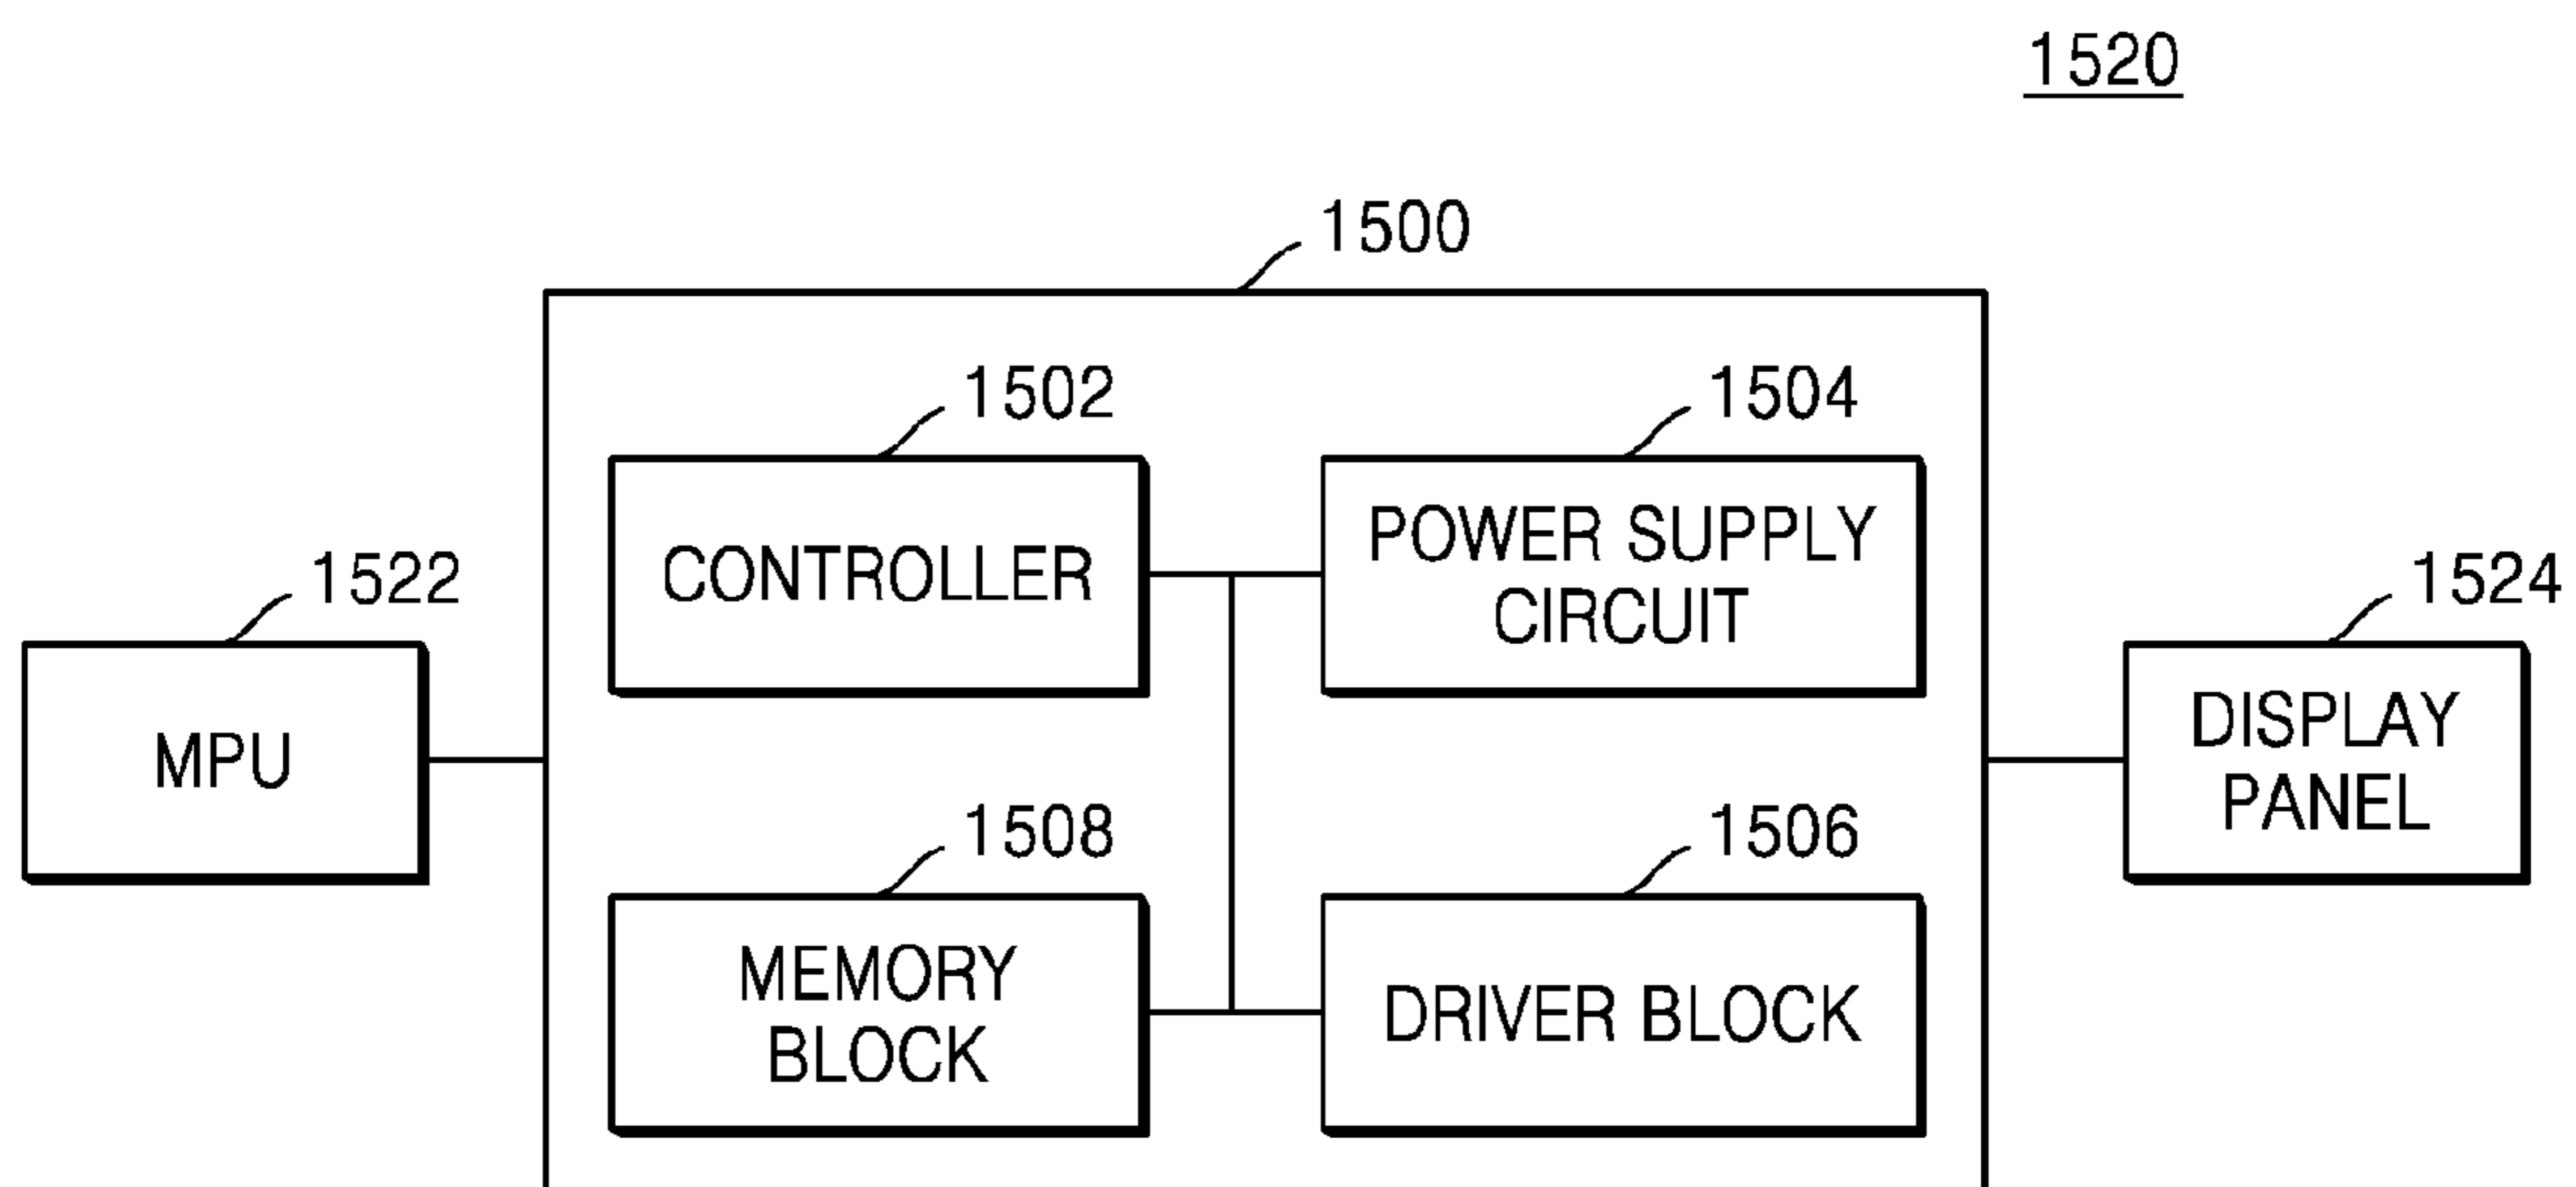 1520
1500
1502
1504
CONTROLLER
POWER SUPPLY
CIRCUIT
1522
MPU
1524
DISPLAY
PANEL
1508
1506
MEMORY
BLOCK
DRIVER BLOCK